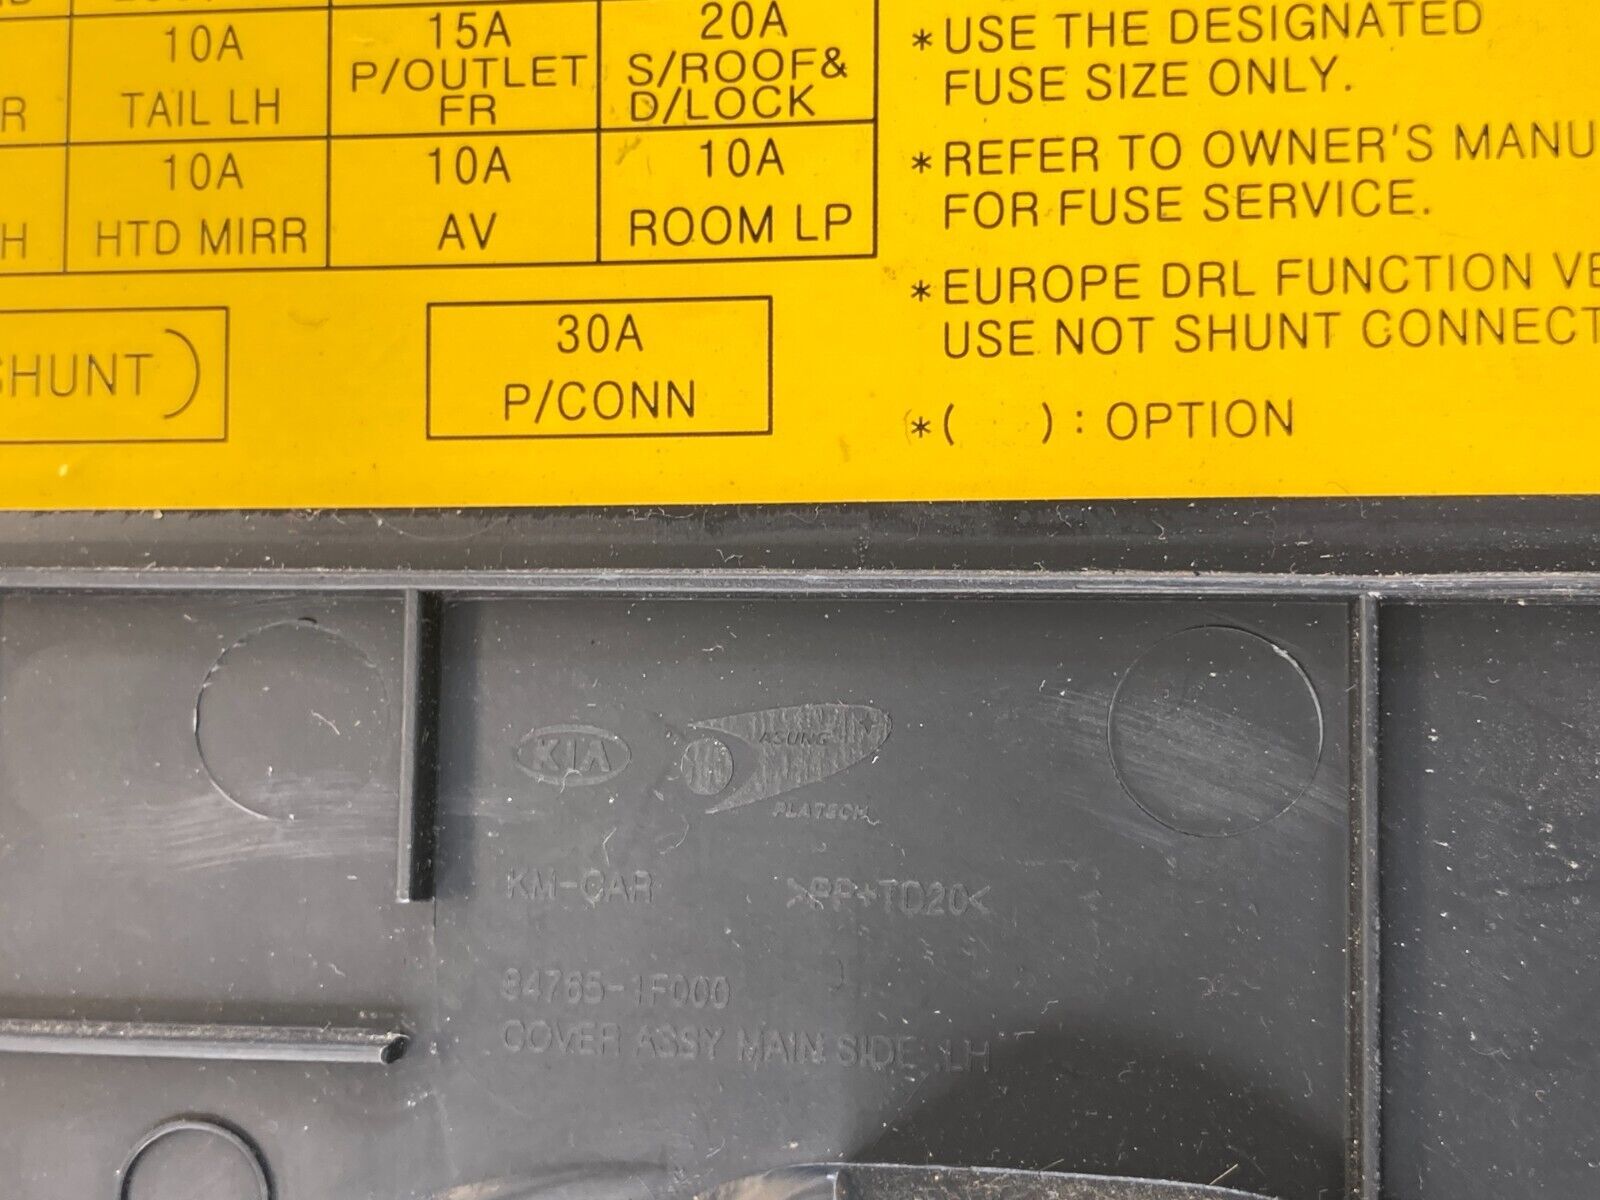 10A
15A
20A
TAIL LH
P/OUTLET
FR
S/ROOF&
D/LOCK
10A
10A
10A
HTD MIRR
AV
ROOM LP
SHUNT)
30A
P/CONN
*USE THE DESIGNATED
FUSE SIZE ONLY.
*REFER TO OWNER'S MANU
FOR FUSE SERVICE.
*EUROPE DRL FUNCTION VE
USE NOT SHUNT CONNECT
*(     ) : OPTION
KIA
ASUNG
PLATECH
KM-CAR
>PP+TD20<
84765-1F000
COVER ASSY MAIN SIDE .LH